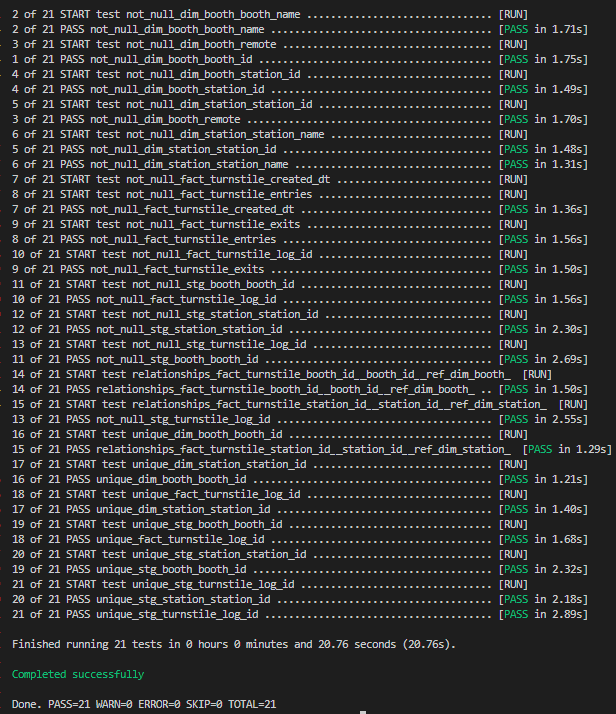 2 of 21 START test not_null_dim_booth_booth_name ............................... [RUN]
2 of 21 PASS not_null_dim_booth_booth_name ..................................... [PASS in 1.71s]
3 of 21 START test not_null_dim_booth_remote ................................... [RUN]
1 of 21 PASS not_null_dim_booth_booth_id ....................................... [PASS in 1.75s]
4 of 21 START test not_null_dim_booth_station_id ............................... [RUN]
4 of 21 PASS not_null_dim_booth_station_id ..................................... [PASS in 1.49s]
5 of 21 START test not_null_dim_station_station_id ............................. [RUN]
3 of 21 PASS not_null_dim_booth_remote ......................................... [PASS in 1.70s]
6 of 21 START test not_null_dim_station_station_name ........................... [RUN]
5 of 21 PASS not_null_dim_station_station_id ................................... [PASS in 1.48s]
6 of 21 PASS not_null_dim_station_station_name ................................. [PASS in 1.31s]
7 of 21 START test not_null_fact_turnstile_created_dt .......................... [RUN]
8 of 21 START test not_null_fact_turnstile_entries ............................. [RUN]
7 of 21 PASS not_null_fact_turnstile_created_dt ................................ [PASS in 1.36s]
9 of 21 START test not_null_fact_turnstile_exits ............................... [RUN]
8 of 21 PASS not_null_fact_turnstile_entries ................................... [PASS in 1.56s]
10 of 21 START test not_null_fact_turnstile_log_id ............................. [RUN]
9 of 21 PASS not_null_fact_turnstile_exits ..................................... [PASS in 1.50s]
11 of 21 START test not_null_stg_booth_booth_id ................................ [RUN]
10 of 21 PASS not_null_fact_turnstile_log_id ................................... [PASS in 1.56s]
12 of 21 START test not_null_stg_station_station_id ............................ [RUN]
12 of 21 PASS not_null_stg_station_station_id .................................. [PASS in 2.30s]
13 of 21 START test not_null_stg_turnstile_log_id .............................. [RUN]
11 of 21 PASS not_null_stg_booth_booth_id ...................................... [PASS in 2.69s]
14 of 21 START test relationships_fact_turnstile_booth_id__booth_id__ref_dim_booth_ [RUN]
14 of 21 PASS relationships_fact_turnstile_booth_id__booth_id__ref_dim_booth_ .. [PASS in 1.50s]
15 of 21 START test relationships_fact_turnstile_station_id__station_id__ref_dim_station_ [RUN]
13 of 21 PASS not_null_stg_turnstile_log_id .................................... [PASS in 2.55s]
16 of 21 START test unique_dim_booth_booth_id .................................. [RUN]
15 of 21 PASS relationships_fact_turnstile_station_id__station_id__ref_dim_station_ [PASS in 1.29s]
17 of 21 START test unique_dim_station_station_id .............................. [RUN]
16 of 21 PASS unique_dim_booth_booth_id ........................................ [PASS in 1.21s]
18 of 21 START test unique_fact_turnstile_log_id ............................... [RUN]
17 of 21 PASS unique_dim_station_station_id .................................... [PASS in 1.40s]
19 of 21 START test unique_stg_booth_booth_id .................................. [RUN]
18 of 21 PASS unique_fact_turnstile_log_id ..................................... [PASS in 1.68s]
20 of 21 START test unique_stg_station_station_id .............................. [RUN]
19 of 21 PASS unique_stg_booth_booth_id ........................................ [PASS in 2.32s]
21 of 21 START test unique_stg_turnstile_log_id ................................ [RUN]
20 of 21 PASS unique_stg_station_station_id .................................... [PASS in 2.18s]
21 of 21 PASS unique_stg_turnstile_log_id ...................................... [PASS in 2.89s]
Finished running 21 tests in 0 hours 0 minutes and 20.76 seconds (20.76s).
Completed successfully
Done. PASS=21 WARN=0 ERROR=0 SKIP=0 TOTAL=21